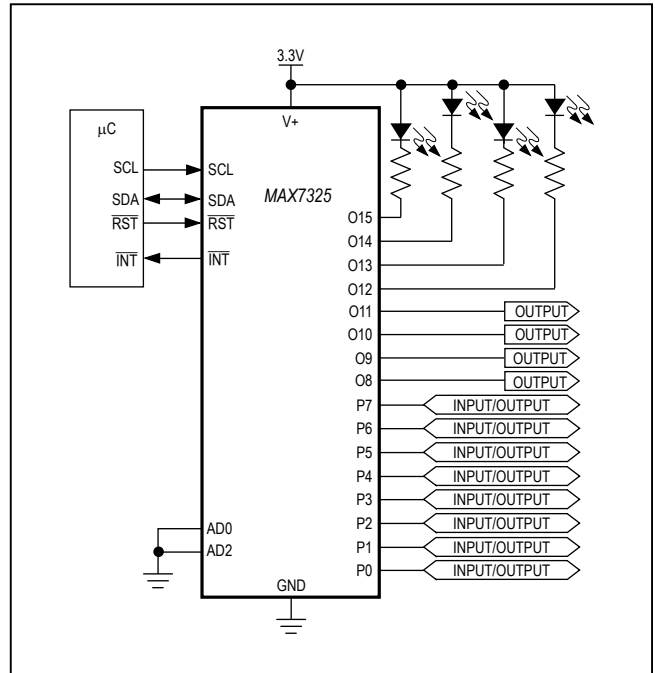 3.3V
V+
μC
SCL
SDA
RST
INT
SCL
SDA
RST
INT
MAX7325
O15
O14
O13
O12
O11
O10
O9
O8
P7
P6
P5
P4
P3
P2
P1
P0
OUTPUT
OUTPUT
OUTPUT
OUTPUT
INPUT/OUTPUT
INPUT/OUTPUT
INPUT/OUTPUT
INPUT/OUTPUT
INPUT/OUTPUT
INPUT/OUTPUT
INPUT/OUTPUT
INPUT/OUTPUT
AD0
AD2
GND